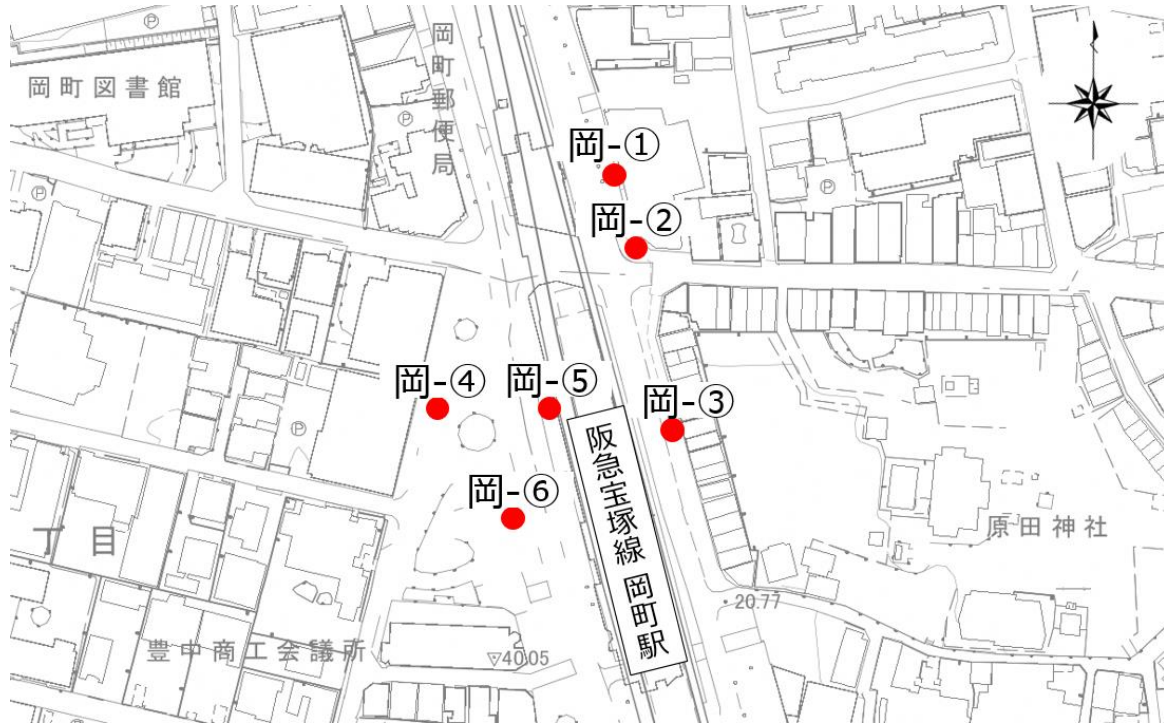 岡町図書館
岡町郵便局
岡-①
岡-②
岡-④
岡-⑤
岡-③
岡-⑥
阪急宝塚線 岡町駅
丁目
原田神社
20.77
豊中商工会議所
40.05
P
P
P
P